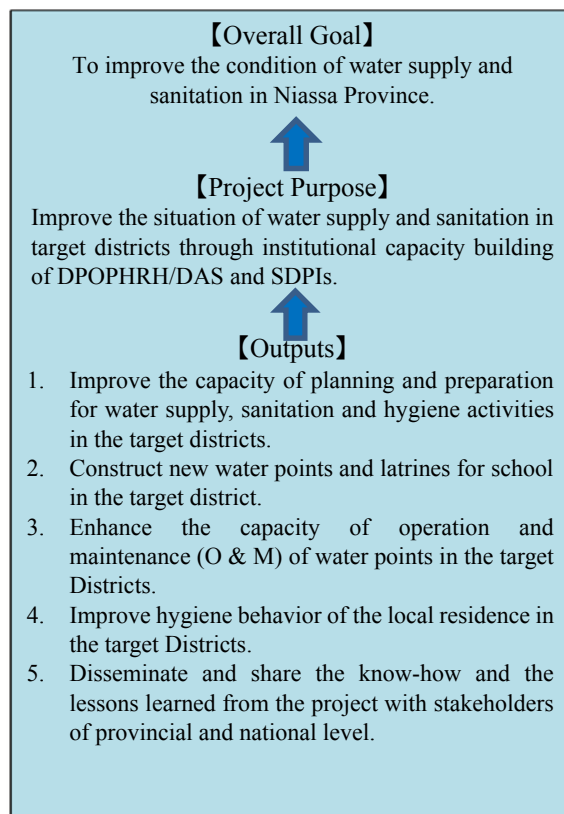 【Overall Goal】
To improve the condition of water supply and
sanitation in Niassa Province.
【Project Purpose】
Improve the situation of water supply and sanitation in
target districts through institutional capacity building
of DPOPHRH/DAS and SDPIs.
【Outputs】
1. Improve the capacity of planning and preparation
for water supply, sanitation and hygiene activities
in the target districts.
2. Construct new water points and latrines for school
in the target district.
3. Enhance the capacity of operation and
maintenance (O & M) of water points in the target
Districts.
4. Improve hygiene behavior of the local residence in
the target Districts.
5. Disseminate and share the know-how and the
lessons learned from the project with stakeholders
of provincial and national level.